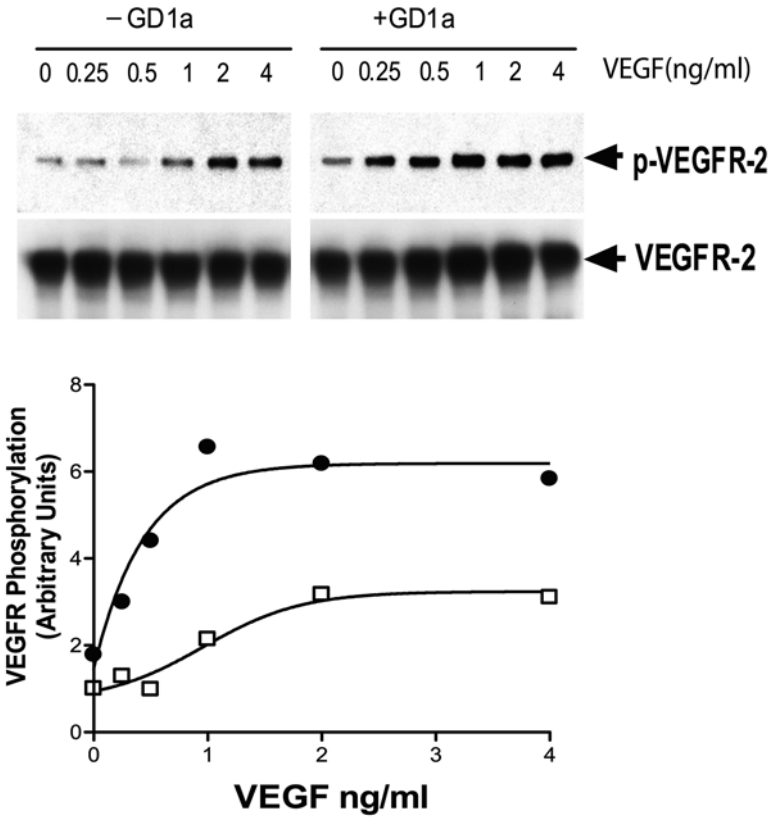 – GD1a +GD1a
0 0.25 0.5 1 2 4 0 0.25 0.5 1 2 4 VEGF(ng/ml)
p-VEGFR-2
VEGFR-2
VEGFR Phosphorylation
(Arbitrary Units)
8
6
4
2
0
0 1 2 3 4
VEGF ng/ml